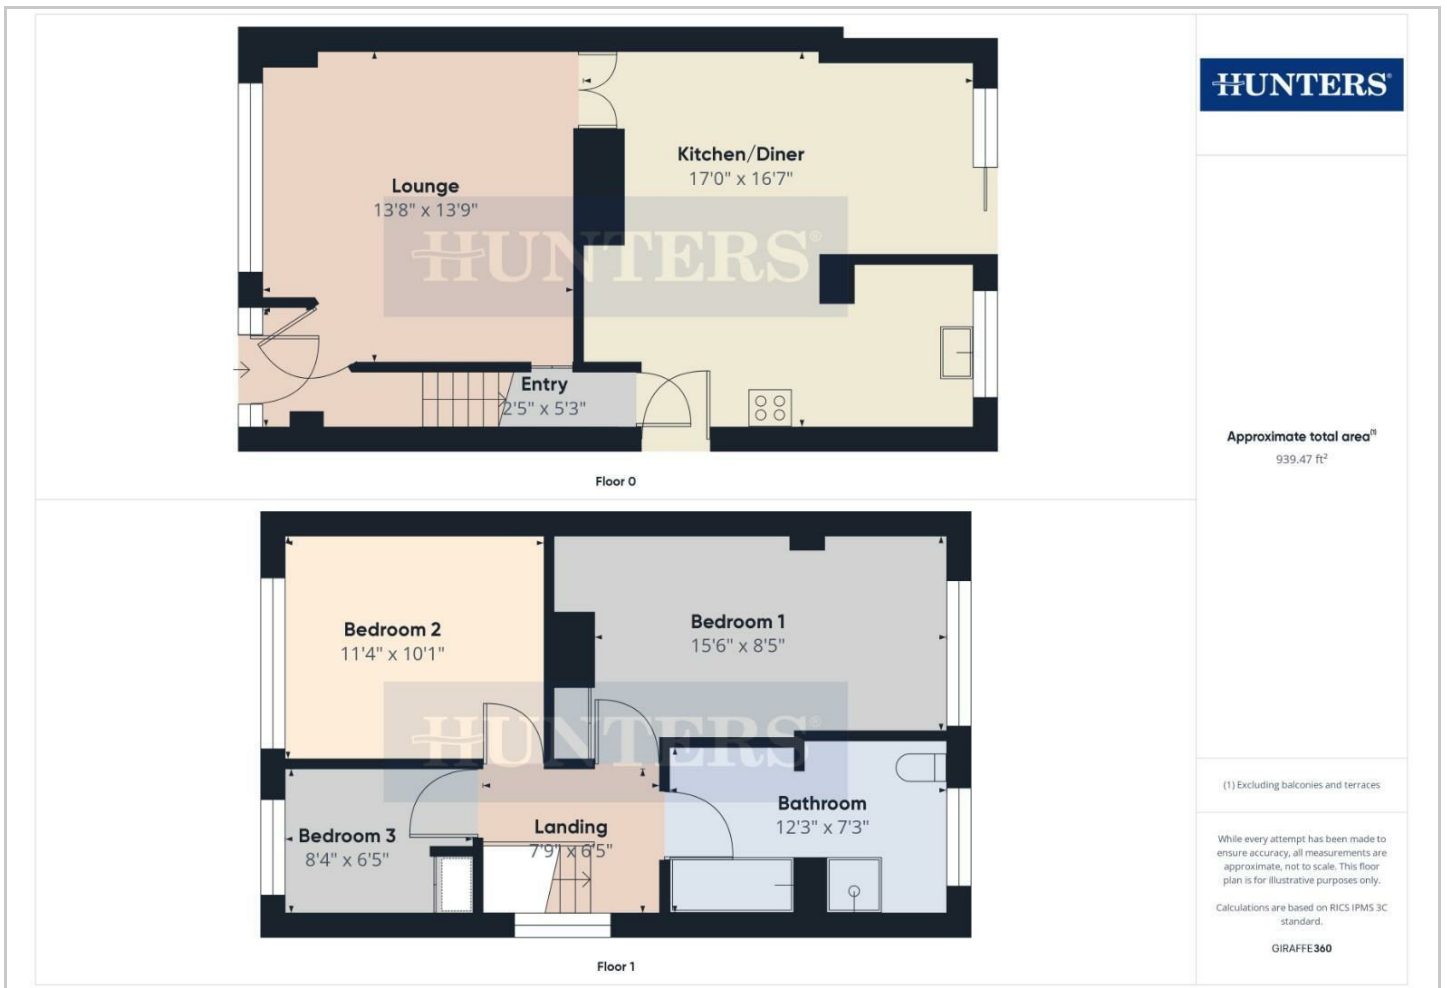 HUNTERS®
Kitchen/Diner
17'0" x 16'7"
Lounge
13'8" x 13'9"
HUNTERS®
Entry
2'5" x 5'3"
Floor 0
Approximate total area(1)
939.47 ft²
Bedroom 1
15'6" x 8'5"
Bedroom 2
11'4" x 10'1"
HUNTERS®
Bathroom
12'3" x 7'3"
Landing
7'9" x 6'5"
Bedroom 3
8'4" x 6'5"
Floor 1
(1) Excluding balconies and terraces
While every attempt has been made to
ensure accuracy, all measurements are
approximate, not to scale. This floor
plan is for illustrative purposes only.
Calculations are based on RICS IPMS 3C
standard.
GIRAFFE360